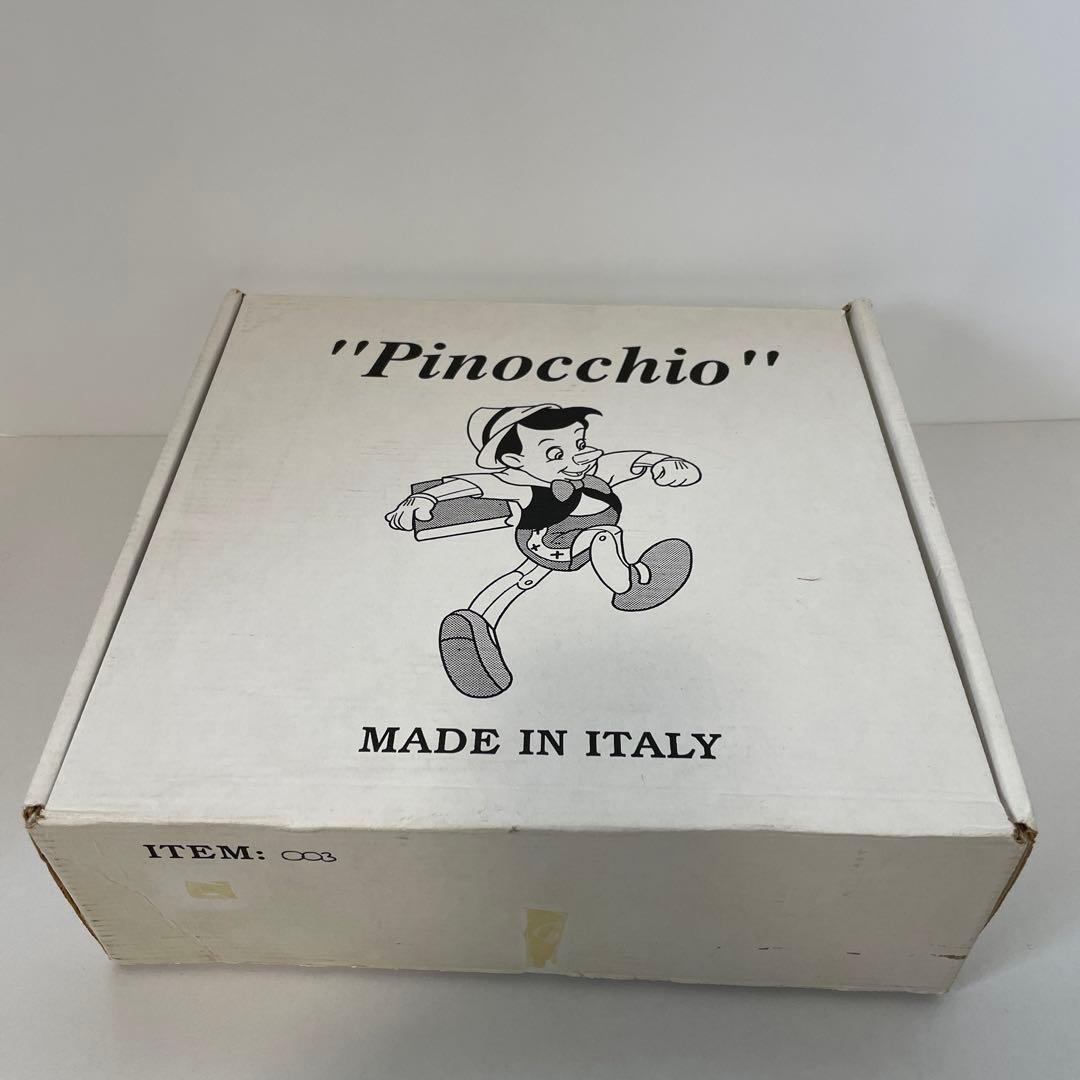 "Pinocchio"
MADE IN ITALY
ITEM: 003